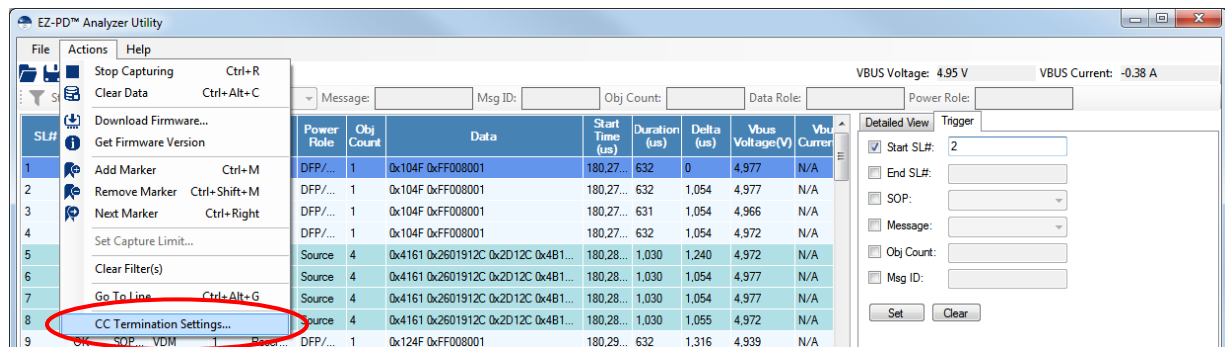 EZ-PD™ Analyzer Utility
File Actions Help
Stop Capturing Ctrl+R
Clear Data Ctrl+Alt+C
Download Firmware...
Get Firmware Version
Add Marker Ctrl+M
Remove Marker Ctrl+Shift+M
Next Marker Ctrl+Right
Set Capture Limit...
Clear Filter(s)
Go To Line Ctrl+Alt+G
CC Termination Settings...
VBUS Voltage: 4.95 V VBUS Current: -0.38 A
Message: Msg ID: Obj Count: Data Role: Power Role:
SL# Power Role Obj Count Data Start Time (us) Duration (us) Delta (us) Vbus Voltage(V)
1 DFP/... 1 0x104F 0xFF008001 180,27... 632 0 4,977 N/A
2 DFP/... 1 0x104F 0xFF008001 180,27... 632 1,054 4,977 N/A
3 DFP/... 1 0x104F 0xFF008001 180,27... 631 1,054 4,966 N/A
4 DFP/... 1 0x104F 0xFF008001 180,27... 632 1,054 4,972 N/A
5 Source 4 0x4161 0x2601912C 0x2D12C 0x4B1... 180,28... 1,030 1,240 4,972 N/A
6 Source 4 0x4161 0x2601912C 0x2D12C 0x4B1... 180,28... 1,030 1,054 4,977 N/A
7 Source 4 0x4161 0x2601912C 0x2D12C 0x4B1... 180,28... 1,030 1,054 4,977 N/A
8 Source 4 0x4161 0x2601912C 0x2D12C 0x4B1... 180,28... 1,030 1,055 4,972 N/A
9 OK SOP... VDM 1 DFP/... 1 0x124F 0xFF008001 180,29... 632 1,316 4,939 N/A
Detailed View Trigger
Start SL#: 2
End SL#:
SOP:
Message:
Obj Count:
Msg ID:
Set Clear